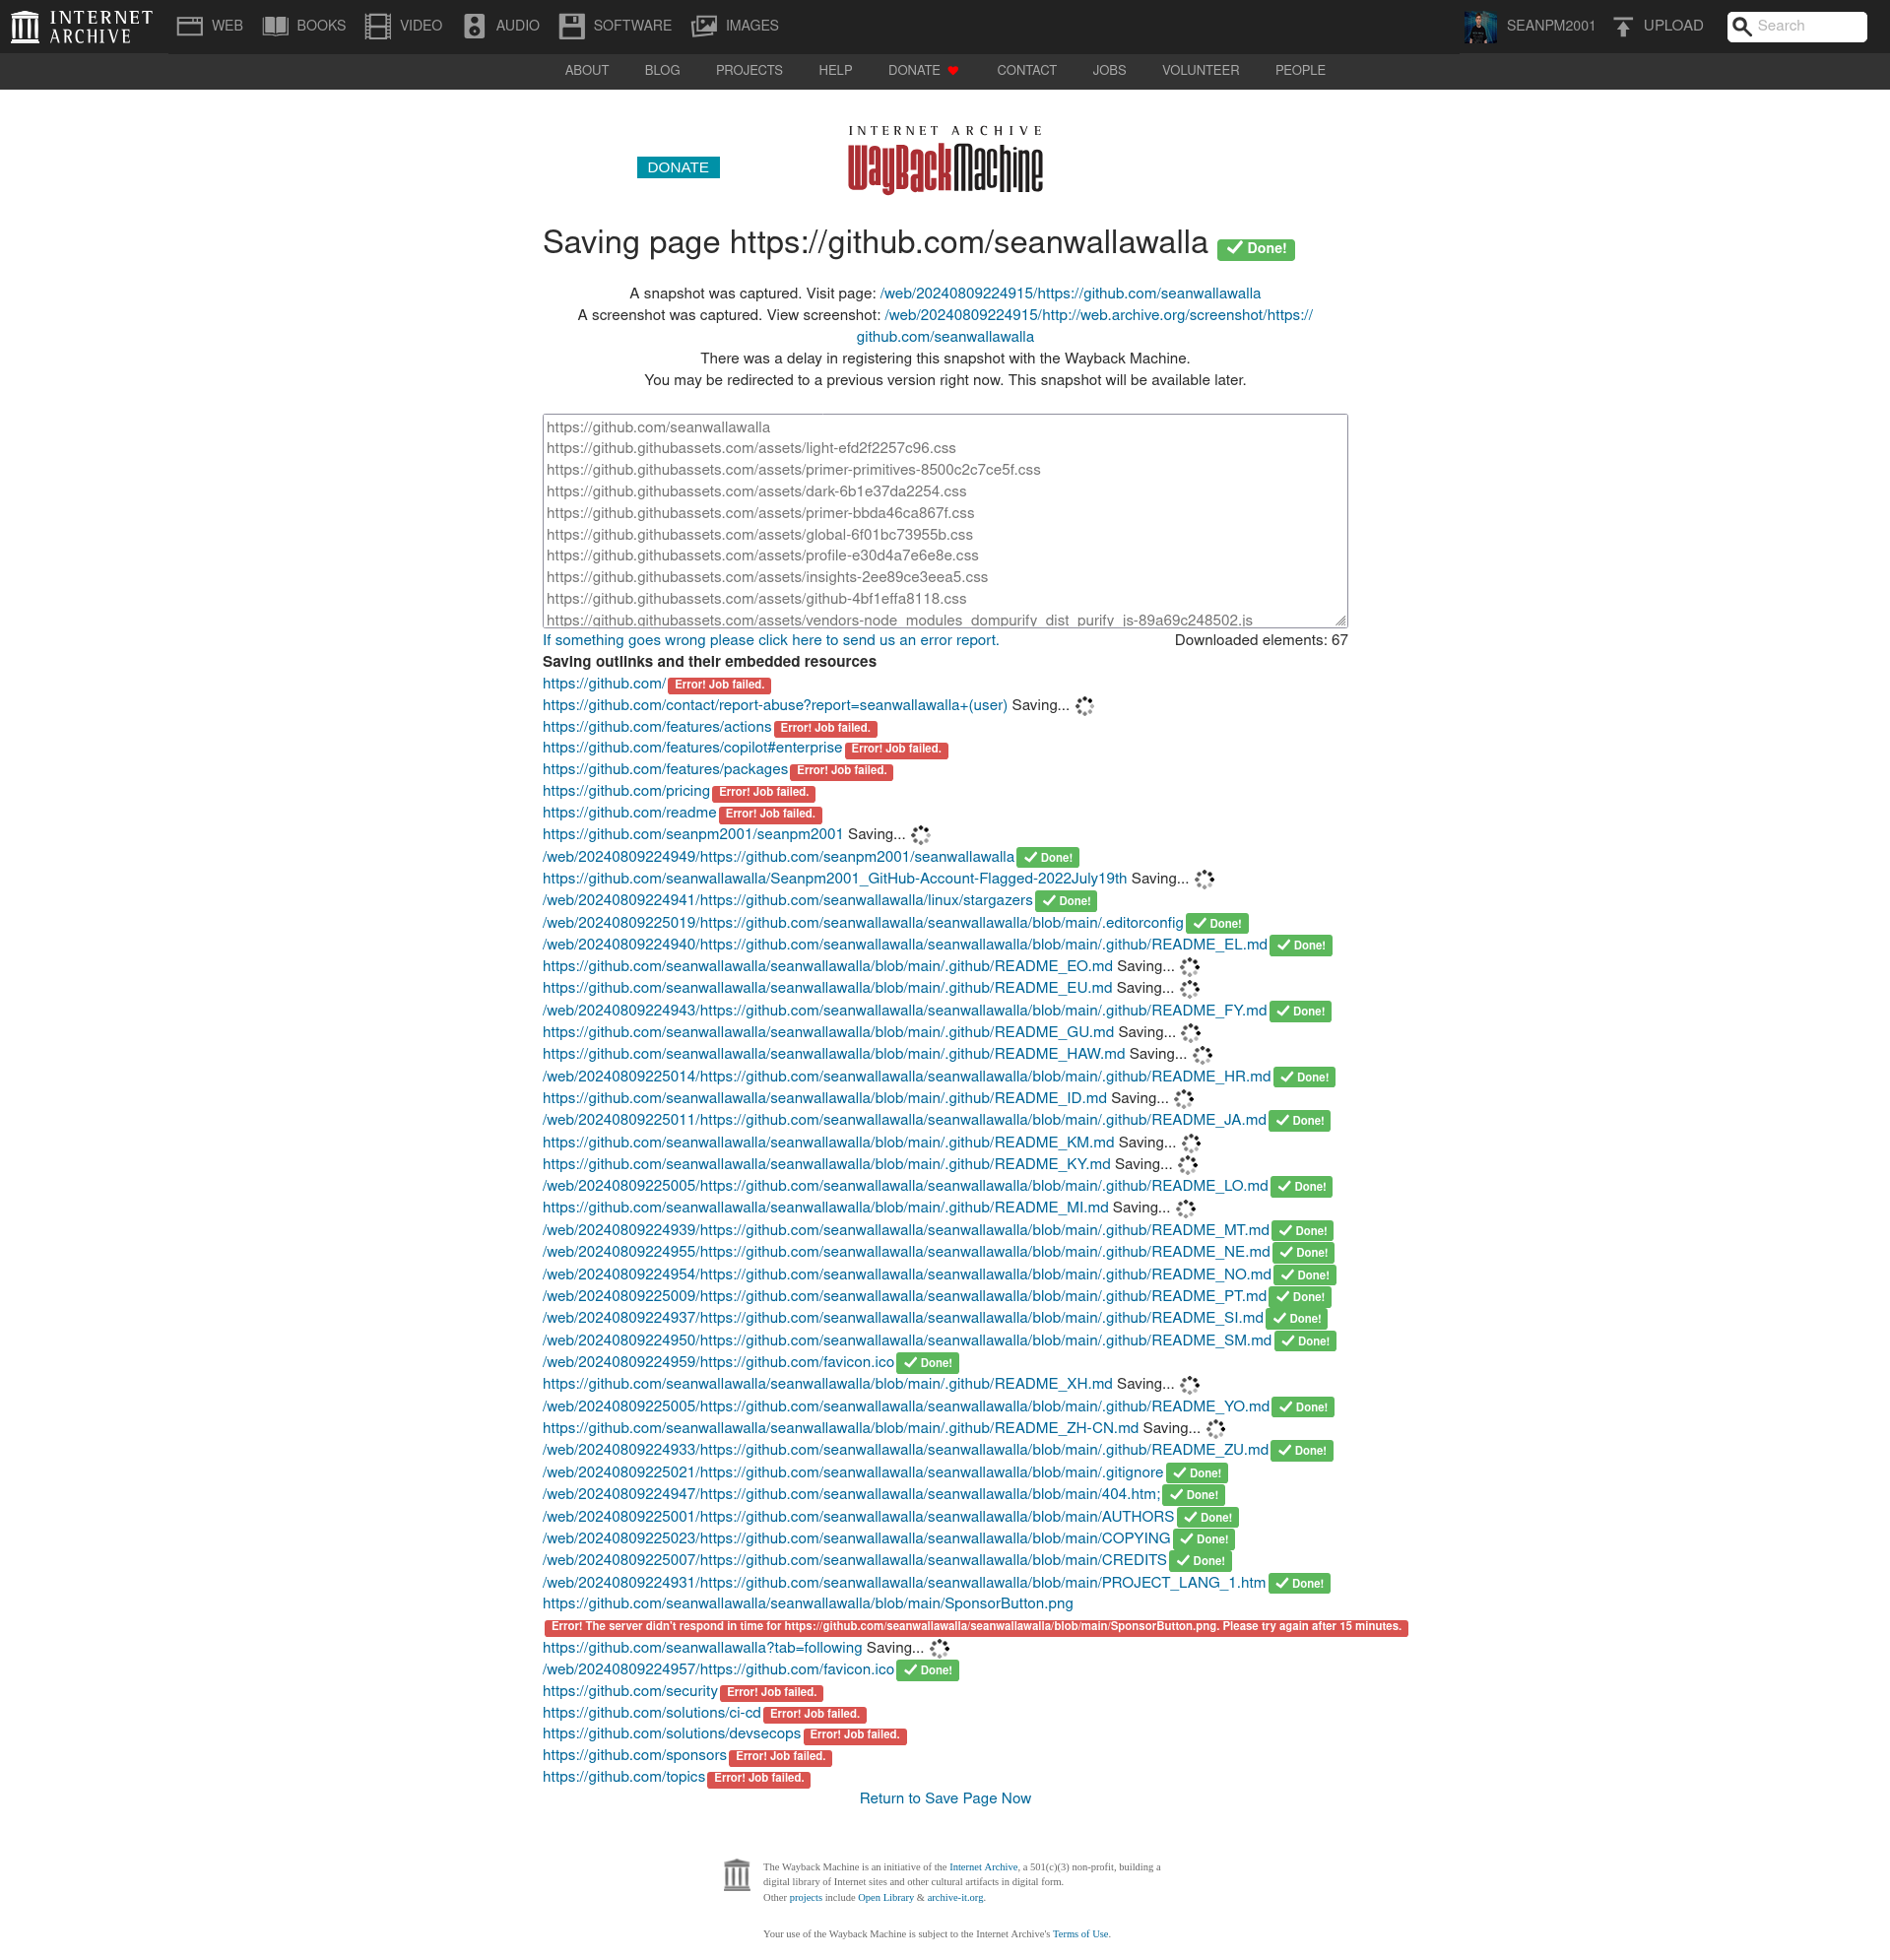 INTERNET ARCHIVE
WEB BOOKS VIDEO AUDIO SOFTWARE IMAGES SEANPM2001 UPLOAD Search
ABOUT BLOG PROJECTS HELP DONATE CONTACT JOBS VOLUNTEER PEOPLE
INTERNET ARCHIVE
DONATE
WayBackMachine
Saving page https://github.com/seanwallawalla Done!
A snapshot was captured. Visit page: /web/20240809224915/https://github.com/seanwallawalla
A screenshot was captured. View screenshot: /web/20240809224915/http://web.archive.org/screenshot/https://
github.com/seanwallawalla
There was a delay in registering this snapshot with the Wayback Machine.
You may be redirected to a previous version right now. This snapshot will be available later.
https://github.com/seanwallawalla
https://github.githubassets.com/assets/light-efd2f2257c96.css
https://github.githubassets.com/assets/primer-primitives-8500c2c7ce5f.css
https://github.githubassets.com/assets/dark-6b1e37da2254.css
https://github.githubassets.com/assets/primer-bbda46ca867f.css
https://github.githubassets.com/assets/global-6f01bc73955b.css
https://github.githubassets.com/assets/profile-e30d4a7e6e8e.css
https://github.githubassets.com/assets/insights-2ee89ce3eea5.css
https://github.githubassets.com/assets/github-4bf1effa8118.css
https://github.githubassets.com/assets/vendors-node_modules_dompurify_dist_purify_js-89a69c248502.js
If something goes wrong please click here to send us an error report. Downloaded elements: 67
Saving outlinks and their embedded resources
https://github.com/ Error! Job failed.
https://github.com/contact/report-abuse?report=seanwallawalla+(user) Saving...
https://github.com/features/actions Error! Job failed.
https://github.com/features/copilot#enterprise Error! Job failed.
https://github.com/features/packages Error! Job failed.
https://github.com/pricing Error! Job failed.
https://github.com/readme Error! Job failed.
https://github.com/seanpm2001/seanpm2001 Saving...
/web/20240809224949/https://github.com/seanpm2001/seanwallawalla Done!
https://github.com/seanwallawalla/Seanpm2001_GitHub-Account-Flagged-2022July19th Saving...
/web/20240809224941/https://github.com/seanwallawalla/linux/stargazers Done!
/web/20240809225019/https://github.com/seanwallawalla/seanwallawalla/blob/main/.editorconfig Done!
/web/20240809224940/https://github.com/seanwallawalla/seanwallawalla/blob/main/.github/README_EL.md Done!
https://github.com/seanwallawalla/seanwallawalla/blob/main/.github/README_EO.md Saving...
https://github.com/seanwallawalla/seanwallawalla/blob/main/.github/README_EU.md Saving...
/web/20240809224943/https://github.com/seanwallawalla/seanwallawalla/blob/main/.github/README_FY.md Done!
https://github.com/seanwallawalla/seanwallawalla/blob/main/.github/README_GU.md Saving...
https://github.com/seanwallawalla/seanwallawalla/blob/main/.github/README_HAW.md Saving...
/web/20240809225014/https://github.com/seanwallawalla/seanwallawalla/blob/main/.github/README_HR.md Done!
https://github.com/seanwallawalla/seanwallawalla/blob/main/.github/README_ID.md Saving...
/web/20240809225011/https://github.com/seanwallawalla/seanwallawalla/blob/main/.github/README_JA.md Done!
https://github.com/seanwallawalla/seanwallawalla/blob/main/.github/README_KM.md Saving...
https://github.com/seanwallawalla/seanwallawalla/blob/main/.github/README_KY.md Saving...
/web/20240809225005/https://github.com/seanwallawalla/seanwallawalla/blob/main/.github/README_LO.md Done!
https://github.com/seanwallawalla/seanwallawalla/blob/main/.github/README_MI.md Saving...
/web/20240809224939/https://github.com/seanwallawalla/seanwallawalla/blob/main/.github/README_MT.md Done!
/web/20240809224955/https://github.com/seanwallawalla/seanwallawalla/blob/main/.github/README_NE.md Done!
/web/20240809224954/https://github.com/seanwallawalla/seanwallawalla/blob/main/.github/README_NO.md Done!
/web/20240809225009/https://github.com/seanwallawalla/seanwallawalla/blob/main/.github/README_PT.md Done!
/web/20240809224937/https://github.com/seanwallawalla/seanwallawalla/blob/main/.github/README_SI.md Done!
/web/20240809224950/https://github.com/seanwallawalla/seanwallawalla/blob/main/.github/README_SM.md Done!
/web/20240809224959/https://github.com/favicon.ico Done!
https://github.com/seanwallawalla/seanwallawalla/blob/main/.github/README_XH.md Saving...
/web/20240809225005/https://github.com/seanwallawalla/seanwallawalla/blob/main/.github/README_YO.md Done!
https://github.com/seanwallawalla/seanwallawalla/blob/main/.github/README_ZH-CN.md Saving...
/web/20240809224933/https://github.com/seanwallawalla/seanwallawalla/blob/main/.github/README_ZU.md Done!
/web/20240809225021/https://github.com/seanwallawalla/seanwallawalla/blob/main/.gitignore Done!
/web/20240809224947/https://github.com/seanwallawalla/seanwallawalla/blob/main/404.htm; Done!
/web/20240809225001/https://github.com/seanwallawalla/seanwallawalla/blob/main/AUTHORS Done!
/web/20240809225023/https://github.com/seanwallawalla/seanwallawalla/blob/main/COPYING Done!
/web/20240809225007/https://github.com/seanwallawalla/seanwallawalla/blob/main/CREDITS Done!
/web/20240809224931/https://github.com/seanwallawalla/seanwallawalla/blob/main/PROJECT_LANG_1.htm Done!
https://github.com/seanwallawalla/seanwallawalla/blob/main/SponsorButton.png
Error! The server didn't respond in time for https://github.com/seanwallawalla/seanwallawalla/blob/main/SponsorButton.png. Please try again after 15 minutes.
https://github.com/seanwallawalla?tab=following Saving...
/web/20240809224957/https://github.com/favicon.ico Done!
https://github.com/security Error! Job failed.
https://github.com/solutions/ci-cd Error! Job failed.
https://github.com/solutions/devsecops Error! Job failed.
https://github.com/sponsors Error! Job failed.
https://github.com/topics Error! Job failed.
Return to Save Page Now
The Wayback Machine is an initiative of the Internet Archive, a 501(c)(3) non-profit, building a
digital library of Internet sites and other cultural artifacts in digital form.
Other projects include Open Library & archive-it.org.
Your use of the Wayback Machine is subject to the Internet Archive's Terms of Use.